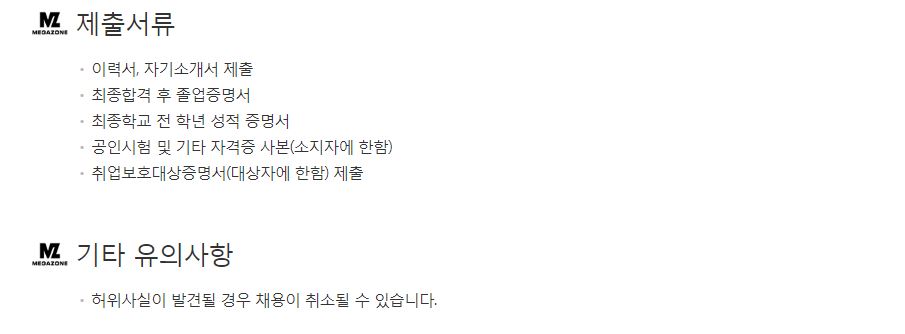 MZ
MEGAZONE
제출서류
이력서, 자기소개서 제출
최종합격 후 졸업증명서
최종학교 전 학년 성적 증명서
공인시험 및 기타 자격증 사본(소지자에 한함)
취업보호대상증명서(대상자에 한함) 제출
MZ
MEGAZONE
기타 유의사항
허위사실이 발견될 경우 채용이 취소될 수 있습니다.